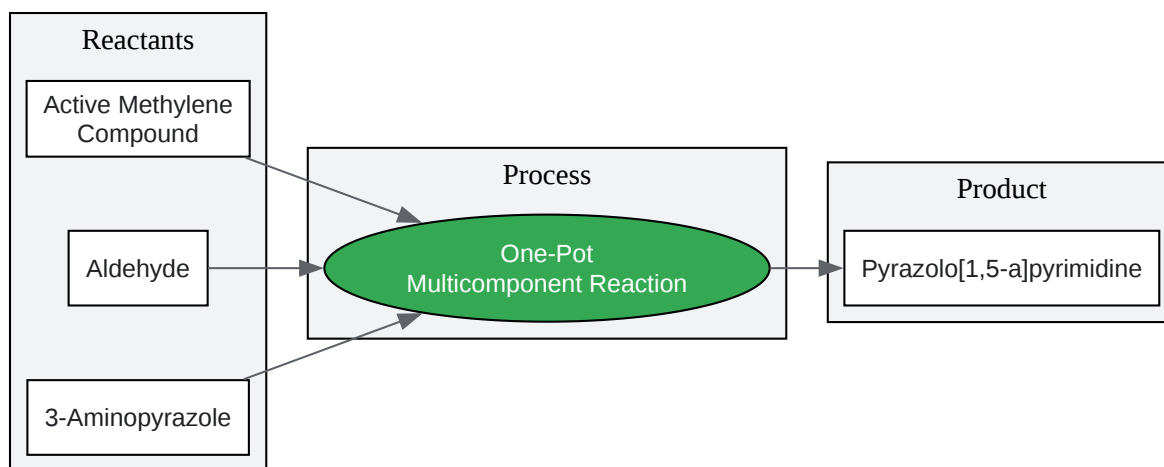 Reactants
Active Methylene
Compound
Aldehyde
3-Aminopyrazole
Process
One-Pot
Multicomponent Reaction
Product
Pyrazolo[1,5-a]pyrimidine